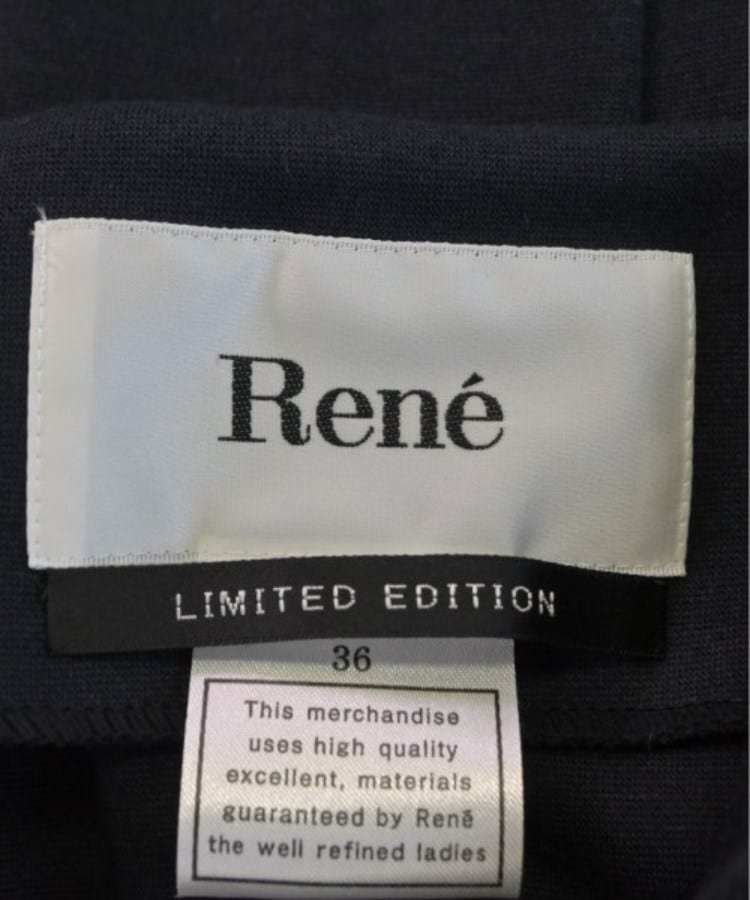 René
LIMITED EDITION
36
This merchandise
uses high quality
excellent, materials
guaranteed by René
the well refined ladies